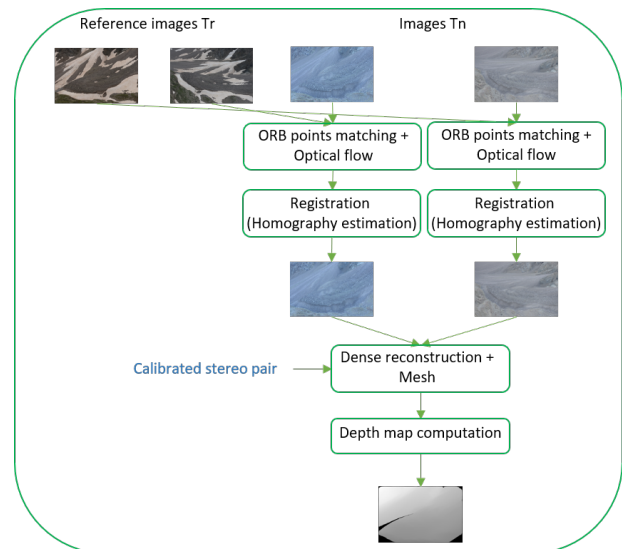 Reference images Tr
Images Tn
ORB points matching +
Optical flow
ORB points matching +
Optical flow
Registration
(Homography estimation)
Registration
(Homography estimation)
Dense reconstruction +
Mesh
Calibrated stereo pair
Depth map computation